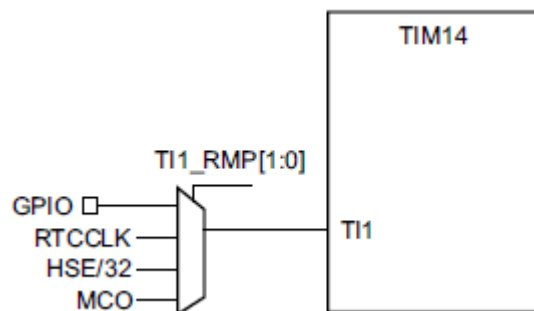 TIM14
TI1_RMP[1:0]
GPIO
RTCCLK
TI1
HSE/32
MCO